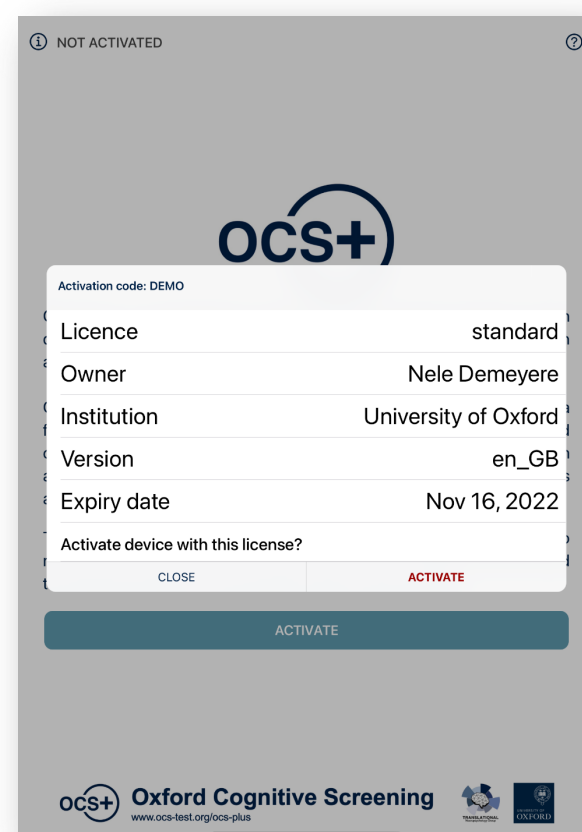 NOT ACTIVATED
ocs+
Activation code: DEMO
Licence standard
Owner Nele Demeyere
Institution University of Oxford
Version en_GB
Expiry date Nov 16, 2022
Activate device with this license?
CLOSE ACTIVATE
ACTIVATE
ocs+ Oxford Cognitive Screening
www.ocs-test.org/ocs-plus
TRANSLATIONAL
UNIVERSITY OF
OXFORD